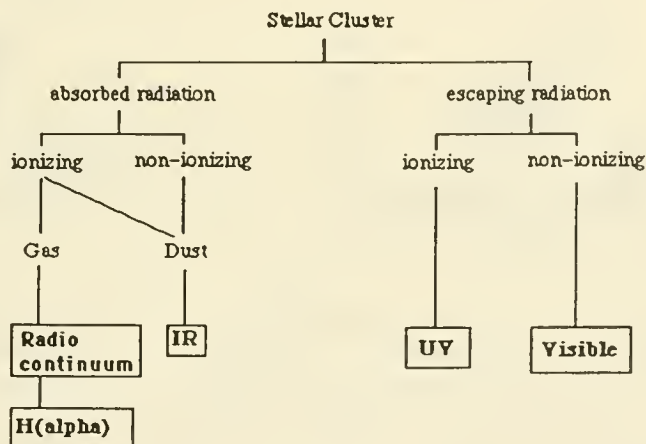 Stellar Cluster
absorbed radiation
escaping radiation
ionizing
non-ionizing
ionizing
non-ionizing
Gas
Dust
Radio
continuum
IR
UV
Visible
H(alpha)